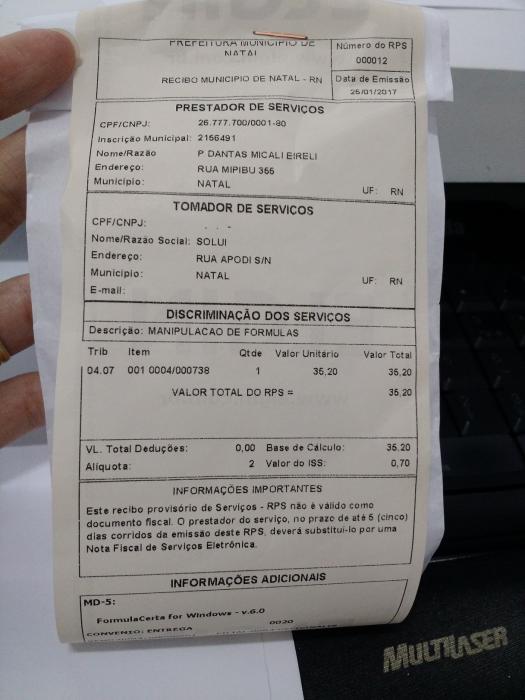 PREFEITURA MUNICIPIO DE
NATAL
RECIBO MUNICIPIO DE NATAL - RN
Número do RPS
000012
Data de Emissão
25/01/2017
PRESTADOR DE SERVIÇOS
CPF/CNPJ: 26.777.700/0001-80
Inscrição Municipal: 2156491
Nome/Razão P DANTAS MICALI EIRELI
Endereço: RUA MIPIBU 355
Municipio: NATAL UF: RN
TOMADOR DE SERVICOS
CPF/CNPJ: . . -
Nome/Razão Social: SOLUI
Endereço: RUA APODI S/N
Municipio: NATAL UF: RN
E-mail:
DISCRIMINAÇÃO DOS SERVIÇOS
Descrição: MANIPULACAO DE FORMULAS
Trib Item Qtde Valor Unitário Valor Total
04.07 001 0004/000738 1 35,20 35,20
VALOR TOTAL DO RPS = 35,20
VL. Total Deduções: 0,00 Base de Cálculo: 35,20
Alíquota: 2 Valor do ISS: 0,70
INFORMAÇÕES IMPORTANTES
Este recibo provisório de Serviços - RPS não é válido como
documento fiscal. O prestador do serviço, no prazo de até 5 (cinco)
dias corridos da emissão deste RPS, deverá substituí-lo por uma
Nota Fiscal de Serviços Eletrônica.
INFORMAÇÕES ADICIONAIS
MD-5:
FormulaCerta for Windows - v.6.0
0020
CONVENIO: ENTREGA
MULTILASER